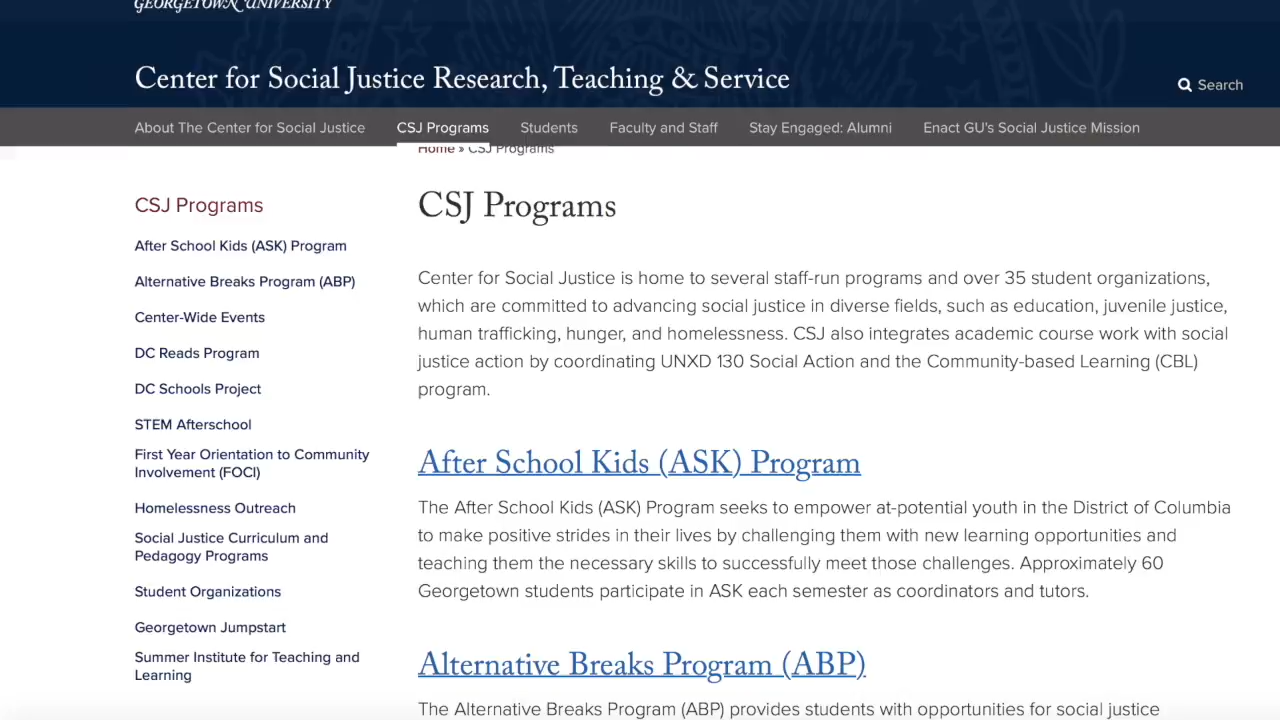 GEORGETOWN UNIVERSITY
Center for Social Justice Research, Teaching & Service
Search
About The Center for Social Justice
CSJ Programs
Students
Faculty and Staff
Stay Engaged: Alumni
Enact GU's Social Justice Mission
Home » CSJ Programs
CSJ Programs
After School Kids (ASK) Program
Alternative Breaks Program (ABP)
Center-Wide Events
DC Reads Program
DC Schools Project
STEM Afterschool
First Year Orientation to Community
Involvement (FOCI)
Homelessness Outreach
Social Justice Curriculum and
Pedagogy Programs
Student Organizations
Georgetown Jumpstart
Summer Institute for Teaching and
Learning
CSJ Programs
Center for Social Justice is home to several staff-run programs and over 35 student organizations,
which are committed to advancing social justice in diverse fields, such as education, juvenile justice,
human trafficking, hunger, and homelessness. CSJ also integrates academic course work with social
justice action by coordinating UNXD 130 Social Action and the Community-based Learning (CBL)
program.
After School Kids (ASK) Program
The After School Kids (ASK) Program seeks to empower at-potential youth in the District of Columbia
to make positive strides in their lives by challenging them with new learning opportunities and
teaching them the necessary skills to successfully meet those challenges. Approximately 60
Georgetown students participate in ASK each semester as coordinators and tutors.
Alternative Breaks Program (ABP)
The Alternative Breaks Program (ABP) provides students with opportunities for social justice